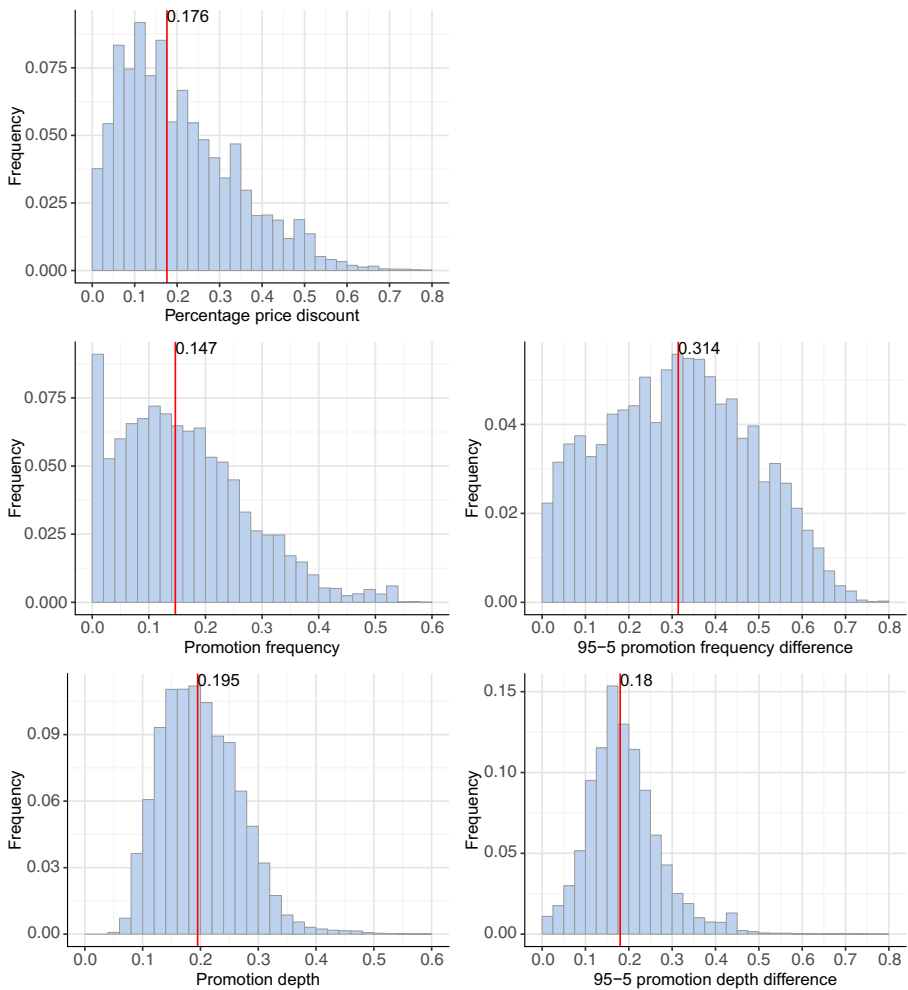 0.176
Frequency
0.075
0.050
0.025
0.000
0.0 0.1 0.2 0.3 0.4 0.5 0.6 0.7 0.8
Percentage price discount
0.147
Frequency
0.075
0.050
0.025
0.000
0.0 0.1 0.2 0.3 0.4 0.5 0.6
Promotion frequency
0.314
Frequency
0.04
0.02
0.00
0.0 0.1 0.2 0.3 0.4 0.5 0.6 0.7 0.8
95−5 promotion frequency difference
0.195
Frequency
0.09
0.06
0.03
0.00
0.0 0.1 0.2 0.3 0.4 0.5 0.6
Promotion depth
0.18
Frequency
0.15
0.10
0.05
0.00
0.0 0.1 0.2 0.3 0.4 0.5 0.6 0.7 0.8
95−5 promotion depth difference